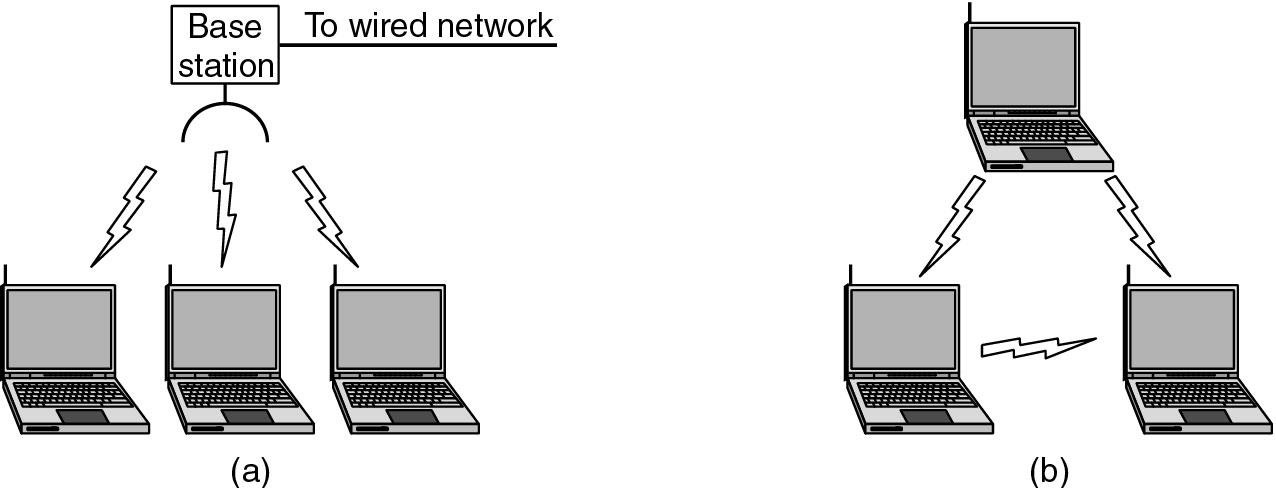 Base
station
To wired network
(a)
(b)